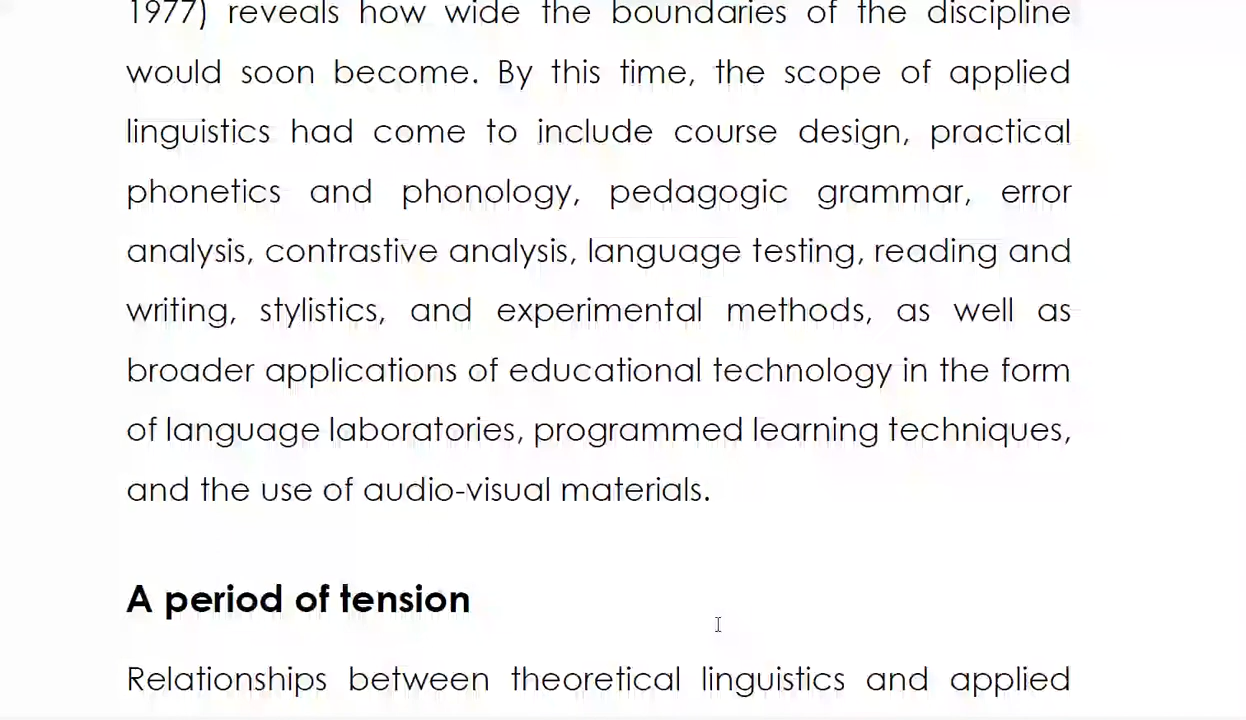 1977) reveals how wide the boundaries of the discipline
would soon become. By this time, the scope of applied
linguistics had come to include course design, practical
phonetics and phonology, pedagogic grammar, error
analysis, contrastive analysis, language testing, reading and
writing, stylistics, and experimental methods, as well as
broader applications of educational technology in the form
of language laboratories, programmed learning techniques,
and the use of audio-visual materials.
A period of tension
Relationships between theoretical linguistics and applied